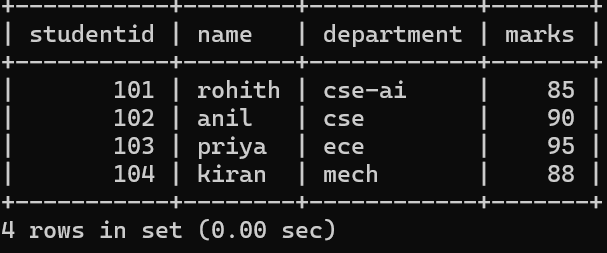 +-----------+--------+------------+-------+
| studentid | name   | department | marks |
+-----------+--------+------------+-------+
|       101 | rohith | cse-ai     |    85 |
|       102 | anil   | cse        |    90 |
|       103 | priya  | ece        |    95 |
|       104 | kiran  | mech       |    88 |
+-----------+--------+------------+-------+
4 rows in set (0.00 sec)